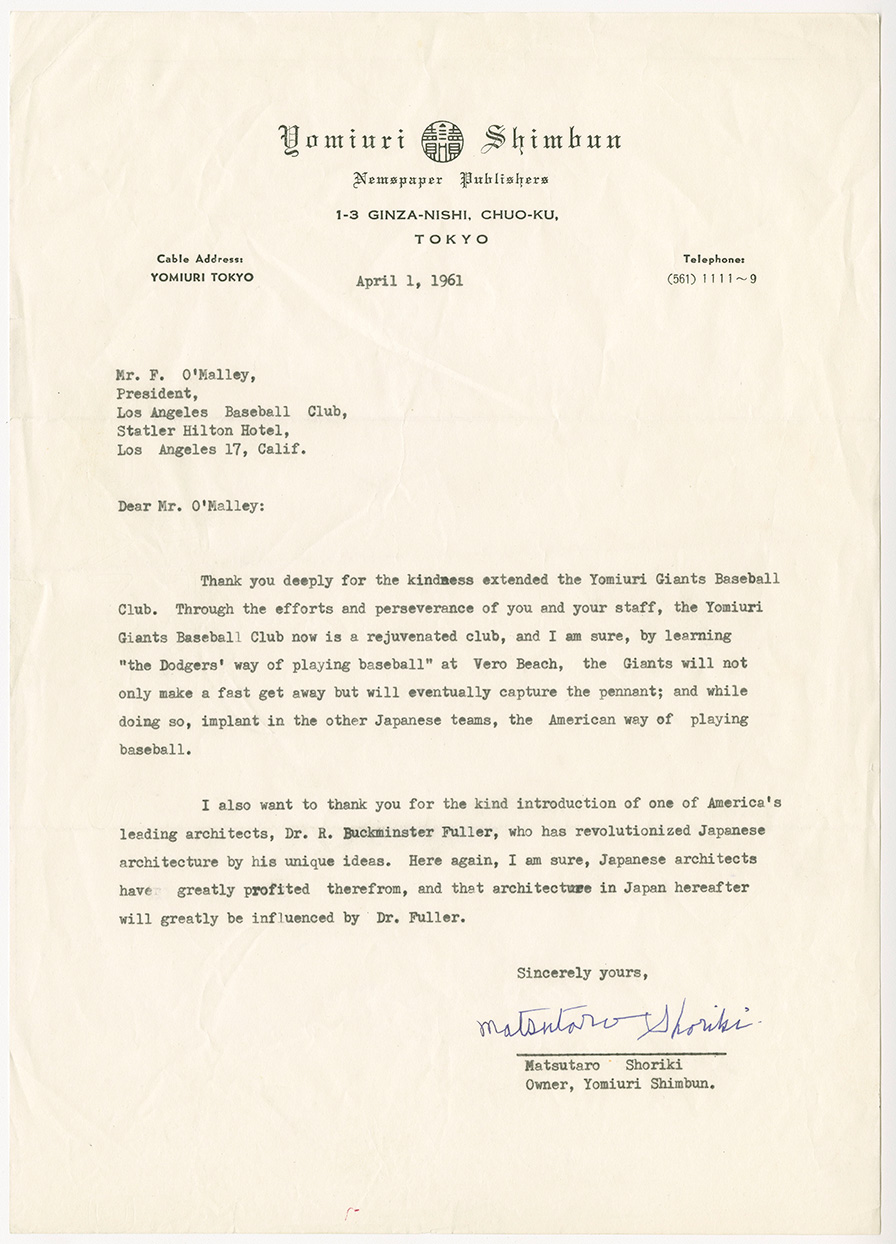 Yomiuri Shimbun
Newspaper Publishers
1-3 GINZA-NISHI, CHUO-KU,
TOKYO
Cable Address:
YOMIURI TOKYO
April 1, 1961
Telephone:
(561) 1111~9
Mr. F. O'Malley,
President,
Los Angeles Baseball Club,
Statler Hilton Hotel,
Los Angeles 17, Calif.
Dear Mr. O'Malley:
Thank you deeply for the kindness extended the Yomiuri Giants Baseball
Club. Through the efforts and perseverance of you and your staff, the Yomiuri
Giants Baseball Club now is a rejuvenated club, and I am sure, by learning
"the Dodgers' way of playing baseball" at Vero Beach, the Giants will not
only make a fast get away but will eventually capture the pennant; and while
doing so, implant in the other Japanese teams, the American way of playing
baseball.
I also want to thank you for the kind introduction of one of America's
leading architects, Dr. R. Buckminster Fuller, who has revolutionized Japanese
architecture by his unique ideas. Here again, I am sure, Japanese architects
have greatly profited therefrom, and that architecture in Japan hereafter
will greatly be influenced by Dr. Fuller.
Sincerely yours,
Matsutaro Shoriki.
Matsutaro Shoriki
Owner, Yomiuri Shimbun.